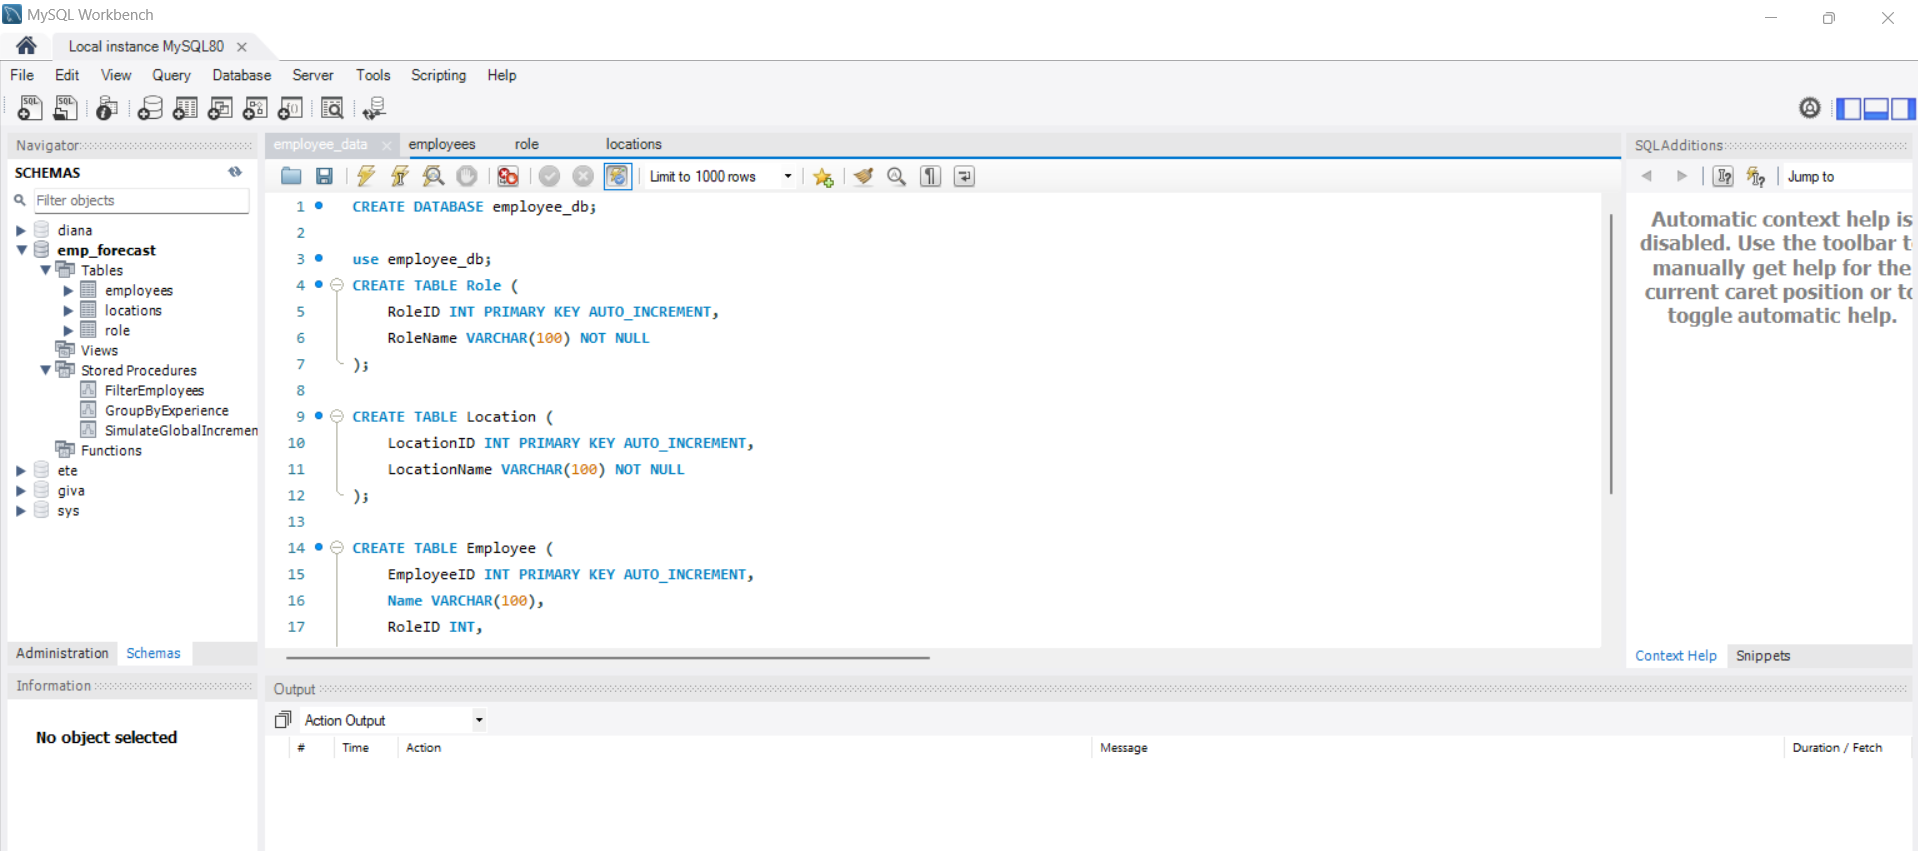 MySQL Workbench
Local instance MySQL80
File Edit View Query Database Server Tools Scripting Help
Navigator
SCHEMAS
Filter objects
diana
emp_forecast
Tables
employees
locations
role
Views
Stored Procedures
FilterEmployees
GroupByExperience
SimulateGlobalIncremen
Functions
ete
giva
sys
Administration Schemas
Information
No object selected
employee_data employees role locations
Limit to 1000 rows
1 CREATE DATABASE employee_db;
2
3 use employee_db;
4 CREATE TABLE Role (
5 RoleID INT PRIMARY KEY AUTO_INCREMENT,
6 RoleName VARCHAR(100) NOT NULL
7 );
8
9 CREATE TABLE Location (
10 LocationID INT PRIMARY KEY AUTO_INCREMENT,
11 LocationName VARCHAR(100) NOT NULL
12 );
13
14 CREATE TABLE Employee (
15 EmployeeID INT PRIMARY KEY AUTO_INCREMENT,
16 Name VARCHAR(100),
17 RoleID INT,
SQLAdditions
Jump to
Automatic context help is
disabled. Use the toolbar t
manually get help for the
current caret position or to
toggle automatic help.
Context Help Snippets
Output
Action Output
# Time Action Message Duration / Fetch